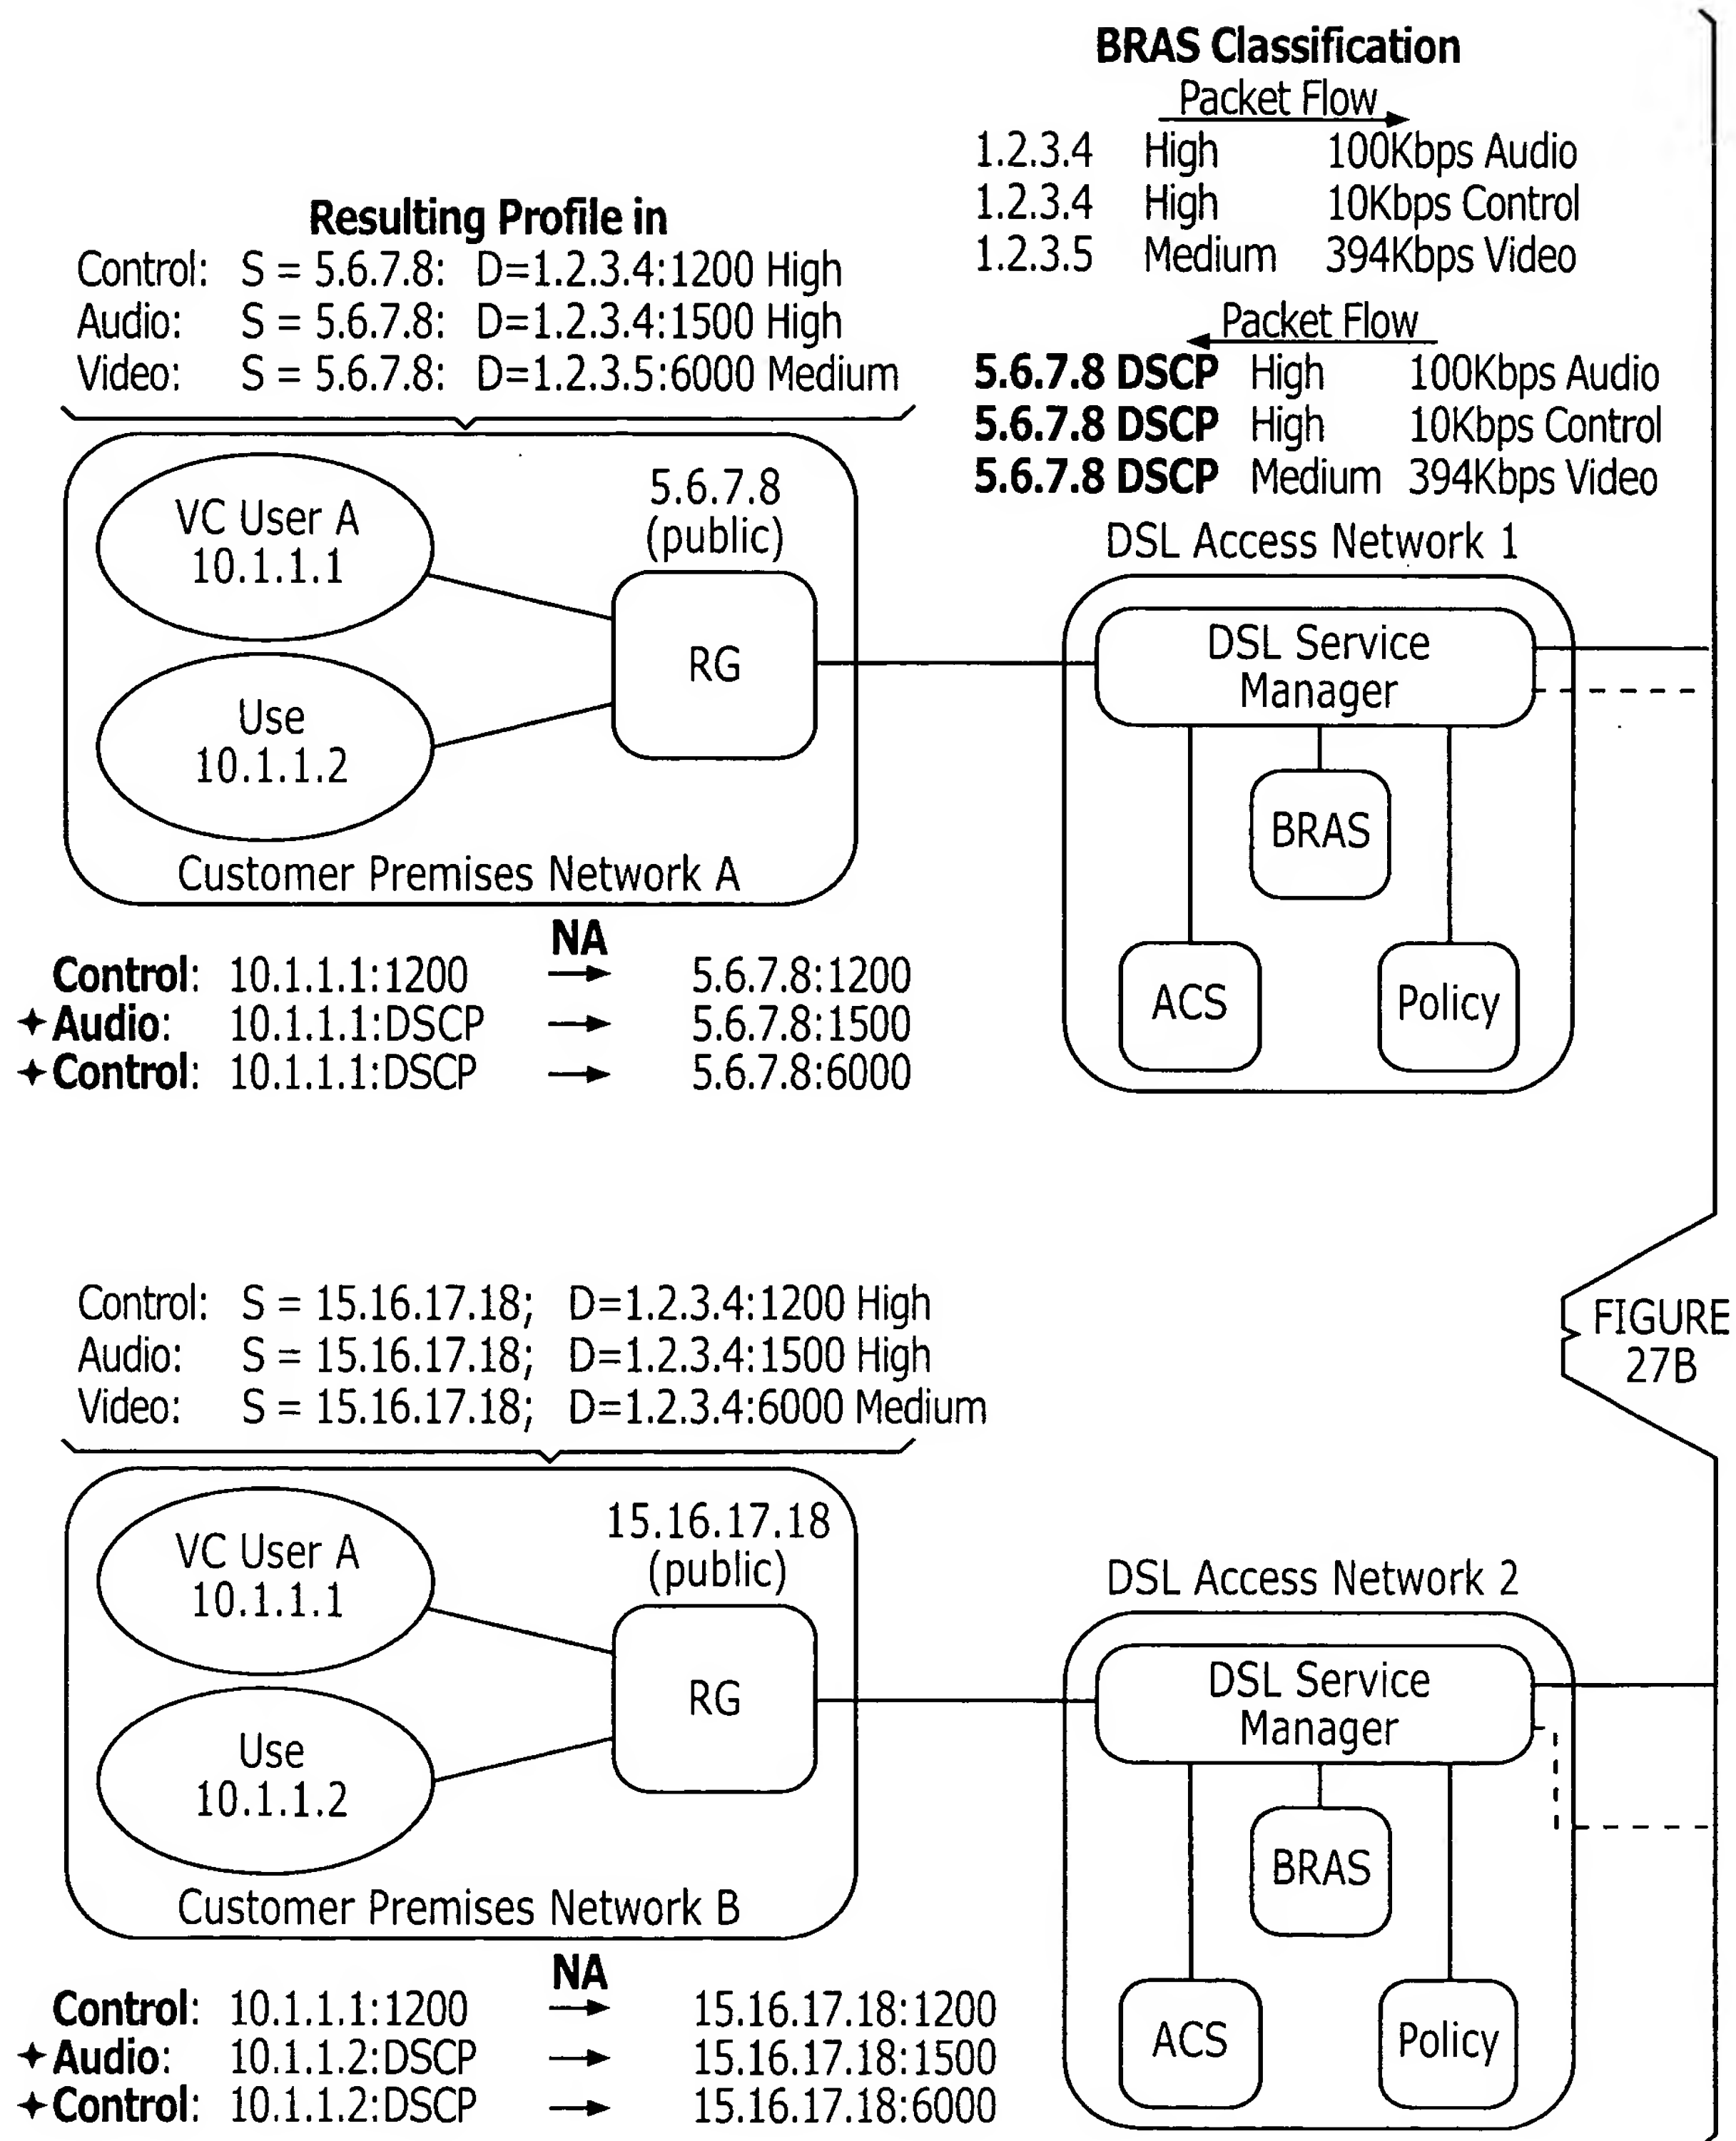 BRAS Classification
Packet Flow
1.2.3.4 High 100Kbps Audio
1.2.3.4 High 10Kbps Control
1.2.3.5 Medium 394Kbps Video
Packet Flow
5.6.7.8 DSCP High 100Kbps Audio
5.6.7.8 DSCP High 10Kbps Control
5.6.7.8 DSCP Medium 394Kbps Video
Resulting Profile in
Control: S = 5.6.7.8: D=1.2.3.4:1200 High
Audio: S = 5.6.7.8: D=1.2.3.4:1500 High
Video: S = 5.6.7.8: D=1.2.3.5:6000 Medium
VC User A
10.1.1.1
Use
10.1.1.2
5.6.7.8
(public)
RG
Customer Premises Network A
DSL Access Network 1
DSL Service
Manager
BRAS
ACS
Policy
NA
Control: 10.1.1.1:1200 → 5.6.7.8:1200
+Audio: 10.1.1.1:DSCP → 5.6.7.8:1500
+Control: 10.1.1.1:DSCP → 5.6.7.8:6000
FIGURE
27B
Control: S = 15.16.17.18; D=1.2.3.4:1200 High
Audio: S = 15.16.17.18; D=1.2.3.4:1500 High
Video: S = 15.16.17.18; D=1.2.3.4:6000 Medium
VC User A
10.1.1.1
Use
10.1.1.2
15.16.17.18
(public)
RG
Customer Premises Network B
DSL Access Network 2
DSL Service
Manager
BRAS
ACS
Policy
NA
Control: 10.1.1.1:1200 → 15.16.17.18:1200
+Audio: 10.1.1.2:DSCP → 15.16.17.18:1500
+Control: 10.1.1.2:DSCP → 15.16.17.18:6000